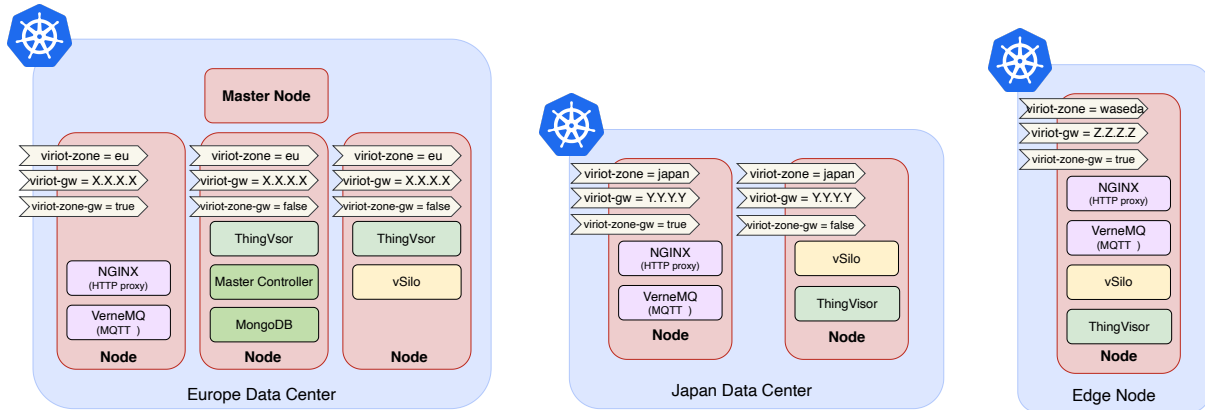 Master Node
viriot-zone = eu
viriot-gw = X.X.X.X
viriot-zone-gw = true
NGINX
(HTTP proxy)
VerneMQ
(MQTT )
Node
viriot-zone = eu
viriot-gw = X.X.X.X
viriot-zone-gw = false
ThingVsor
Master Controller
MongoDB
Node
viriot-zone = eu
viriot-gw = X.X.X.X
viriot-zone-gw = false
ThingVsor
vSilo
Node
Europe Data Center
viriot-zone = japan
viriot-gw = Y.Y.Y.Y
viriot-zone-gw = true
NGINX
(HTTP proxy)
VerneMQ
(MQTT )
Node
viriot-zone = japan
viriot-gw = Y.Y.Y.Y
viriot-zone-gw = false
vSilo
ThingVisor
Node
Japan Data Center
viriot-zone = waseda
viriot-gw = Z.Z.Z.Z
viriot-zone-gw = true
NGINX
(HTTP proxy)
VerneMQ
(MQTT )
vSilo
ThingVisor
Node
Edge Node